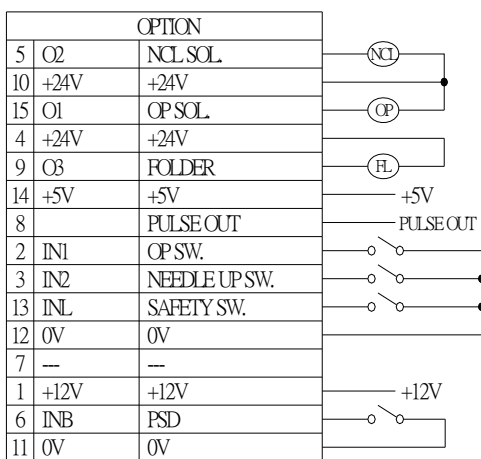 OPTION
5 O2 NCL SOL. NCL
10 +24V +24V
15 O1 OP SOL. OP
4 +24V +24V
9 O3 FOLDER FL
14 +5V +5V +5V
8 PULSE OUT PULSE OUT
2 IN1 OP SW.
3 IN2 NEEDLE UP SW.
13 INL SAFETY SW.
12 0V 0V
7 --- ---
1 +12V +12V +12V
6 INB PSD
11 0V 0V